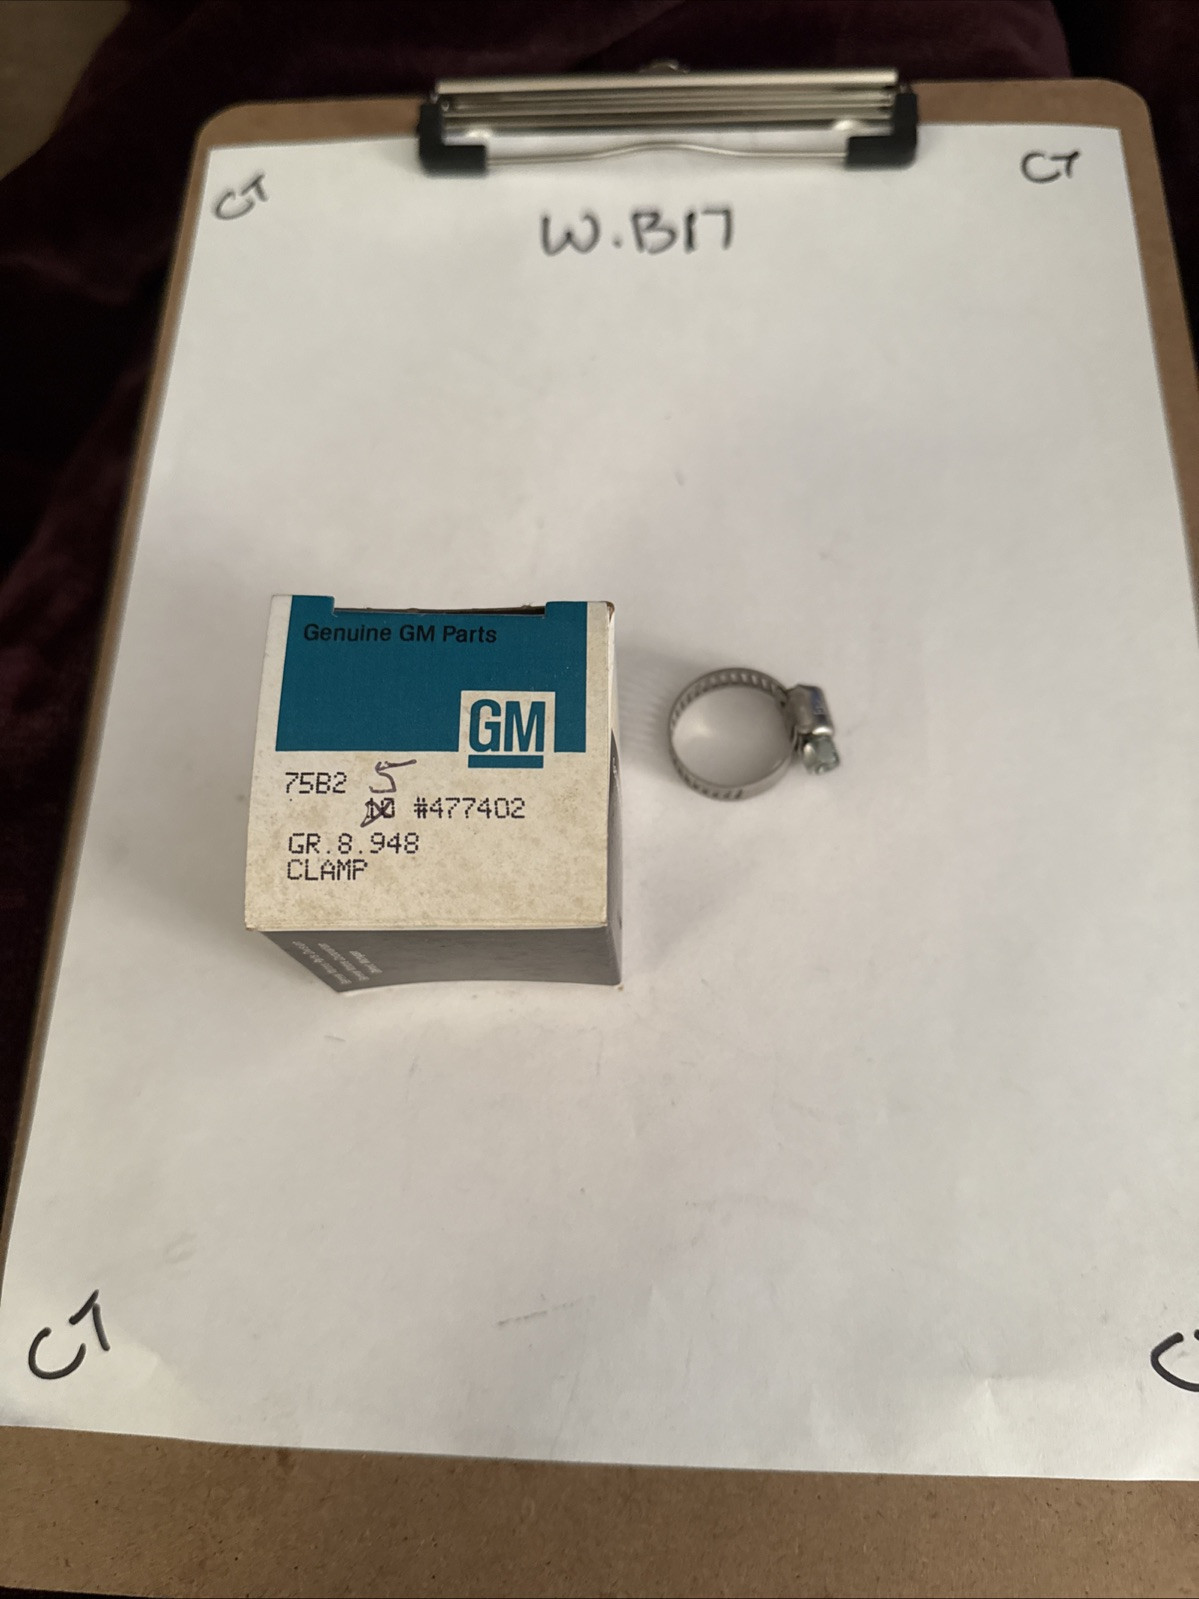 CT
CT
W.B17
Genuine GM Parts
GM
75B2 5
10 #477402
GR.8.948
CLAMP
CT